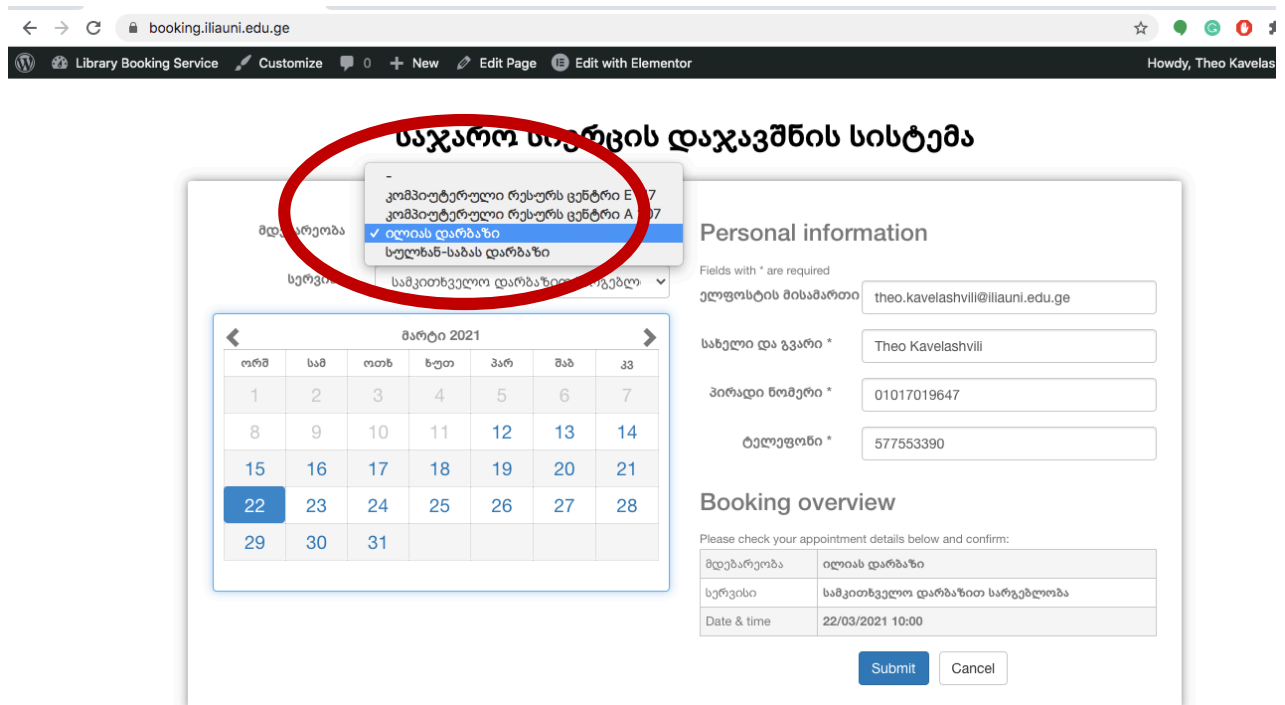 booking.iliauni.edu.ge
Library Booking Service Customize 0 + New Edit Page Edit with Elementor Howdy, Theo Kavelas
საჯარო სივრცის დაჯავშნის სისტემა
-
კომპიუტერული რესურს ცენტრი E
კომპიუტერული რესურს ცენტრი A
მდებარეობა ✓ ილიას დარბაზი
სულხან-საბას დარბაზი
სამკითხველო დარბაზით
მარტი 2021
ორშ სამ ოთხ ხუთ პარ შაბ კვ
1 2 3 4 5 6 7
8 9 10 11 12 13 14
15 16 17 18 19 20 21
22 23 24 25 26 27 28
29 30 31
Personal information
Fields with * are required
ელფოსტის მისამართი theo.kavelashvili@iliauni.edu.ge
სახელი და გვარი * Theo Kavelashvili
პირადი ნომერი * 01017019647
ტელეფონი * 577553390
Booking overview
Please check your appointment details below and confirm:
მდებარეობა ილიას დარბაზი
სერვისი სამკითხველო დარბაზით სარგებლობა
Date & time 22/03/2021 10:00
Submit Cancel